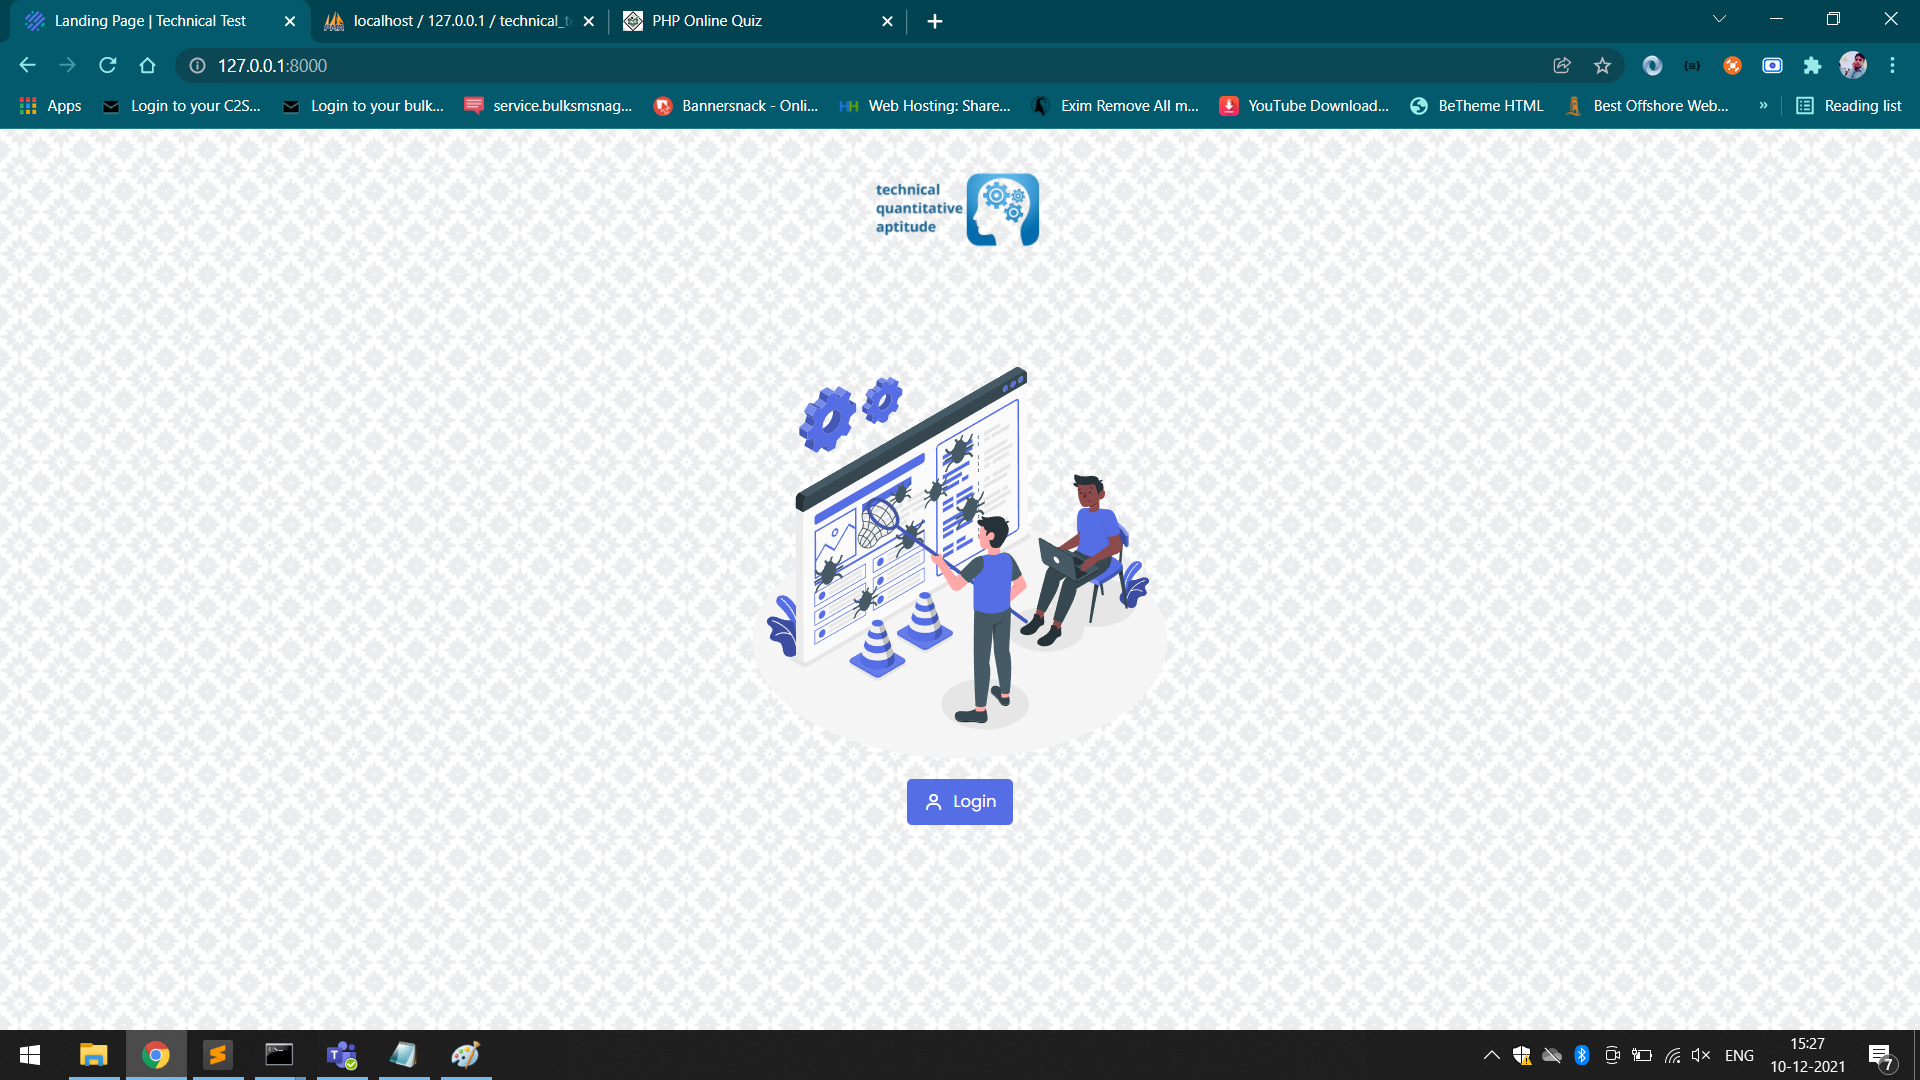 Landing Page | Technical Test
localhost / 127.0.0.1 / technical_t
PHP Online Quiz
127.0.0.1:8000
Apps
Login to your C2S...
Login to your bulk...
service.bulksmsnag...
Bannersnack - Onli...
HH Web Hosting: Share...
Exim Remove All m...
YouTube Download...
BeTheme HTML
Best Offshore Web...
»
Reading list
technical
quantitative
aptitude
Login
ENG
15:27
10-12-2021
7